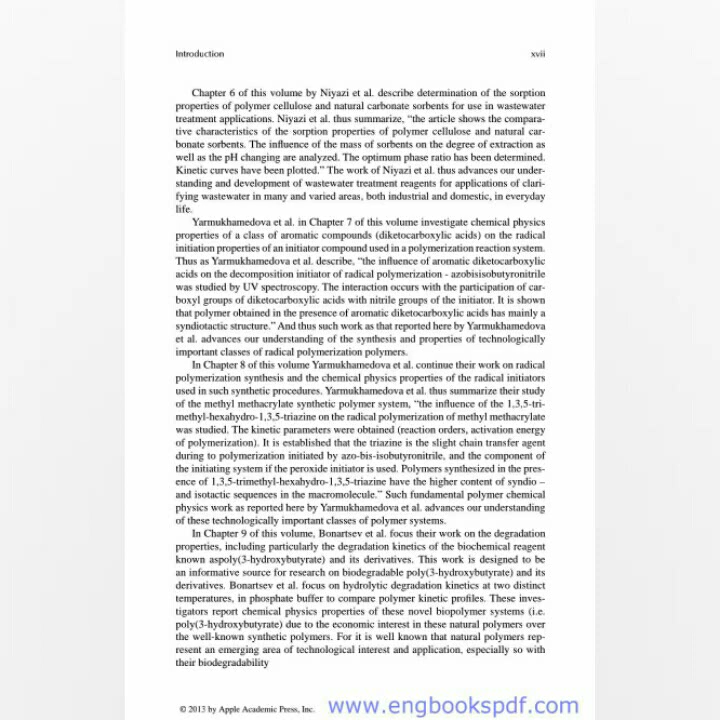 Introduction
xvii
Chapter 6 of this volume by Niyazi et al. describe determination of the sorption
properties of polymer cellulose and natural carbonate sorbents for use in wastewater
treatment applications. Niyazi et al. thus summarize, “the article shows the compara-
tive characteristics of the sorption properties of polymer cellulose and natural car-
bonate sorbents. The influence of the mass of sorbents on the degree of extraction as
well as the pH changing are analyzed. The optimum phase ratio has been determined.
Kinetic curves have been plotted.” The work of Niyazi et al. thus advances our under-
standing and development of wastewater treatment reagents for applications of clari-
fying wastewater in many and varied areas, both industrial and domestic, in everyday
life.
Yarmukhamedova et al. in Chapter 7 of this volume investigate chemical physics
properties of a class of aromatic compounds (diketocarboxylic acids) on the radical
initiation properties of an initiator compound used in a polymerization reaction system.
Thus as Yarmukhamedova et al. describe, “the influence of aromatic diketocarboxylic
acids on the decomposition initiator of radical polymerization - azobisisobutyronitrile
was studied by UV spectroscopy. The interaction occurs with the participation of car-
boxyl groups of diketocarboxylic acids with nitrile groups of the initiator. It is shown
that polymer obtained in the presence of aromatic diketocarboxylic acids has mainly a
syndiotactic structure.” And thus such work as that reported here by Yarmukhamedova
et al. advances our understanding of the synthesis and properties of technologically
important classes of radical polymerization polymers.
In Chapter 8 of this volume Yarmukhamedova et al. continue their work on radical
polymerization synthesis and the chemical physics properties of the radical initiators
used in such synthetic procedures. Yarmukhamedova et al. thus summarize their study
of the methyl methacrylate synthetic polymer system, “the influence of the 1,3,5-tri-
methyl-hexahydro-1,3,5-triazine on the radical polymerization of methyl methacrylate
was studied. The kinetic parameters were obtained (reaction orders, activation energy
of polymerization). It is established that the triazine is the slight chain transfer agent
during to polymerization initiated by azo-bis-isobutyronitrile, and the component of
the initiating system if the peroxide initiator is used. Polymers synthesized in the pres-
ence of 1,3,5-trimethyl-hexahydro-1,3,5-triazine have the higher content of syndio –
and isotactic sequences in the macromolecule.” Such fundamental polymer chemical
physics work as reported here by Yarmukhamedova et al. advances our understanding
of these technologically important classes of polymer systems.
In Chapter 9 of this volume, Bonartsev et al. focus their work on the degradation
properties, including particularly the degradation kinetics of the biochemical reagent
known aspoly(3-hydroxybutyrate) and its derivatives. This work is designed to be
an informative source for research on biodegradable poly(3-hydroxybutyrate) and its
derivatives. Bonartsev et al. focus on hydrolytic degradation kinetics at two distinct
temperatures, in phosphate buffer to compare polymer kinetic profiles. These inves-
tigators report chemical physics properties of these novel biopolymer systems (i.e.
poly(3-hydroxybutyrate) due to the economic interest in these natural polymers over
the well-known synthetic polymers. For it is well known that natural polymers rep-
resent an emerging area of technological interest and application, especially so with
their biodegradability
© 2013 by Apple Academic Press, Inc.
www.engbookspdf.com